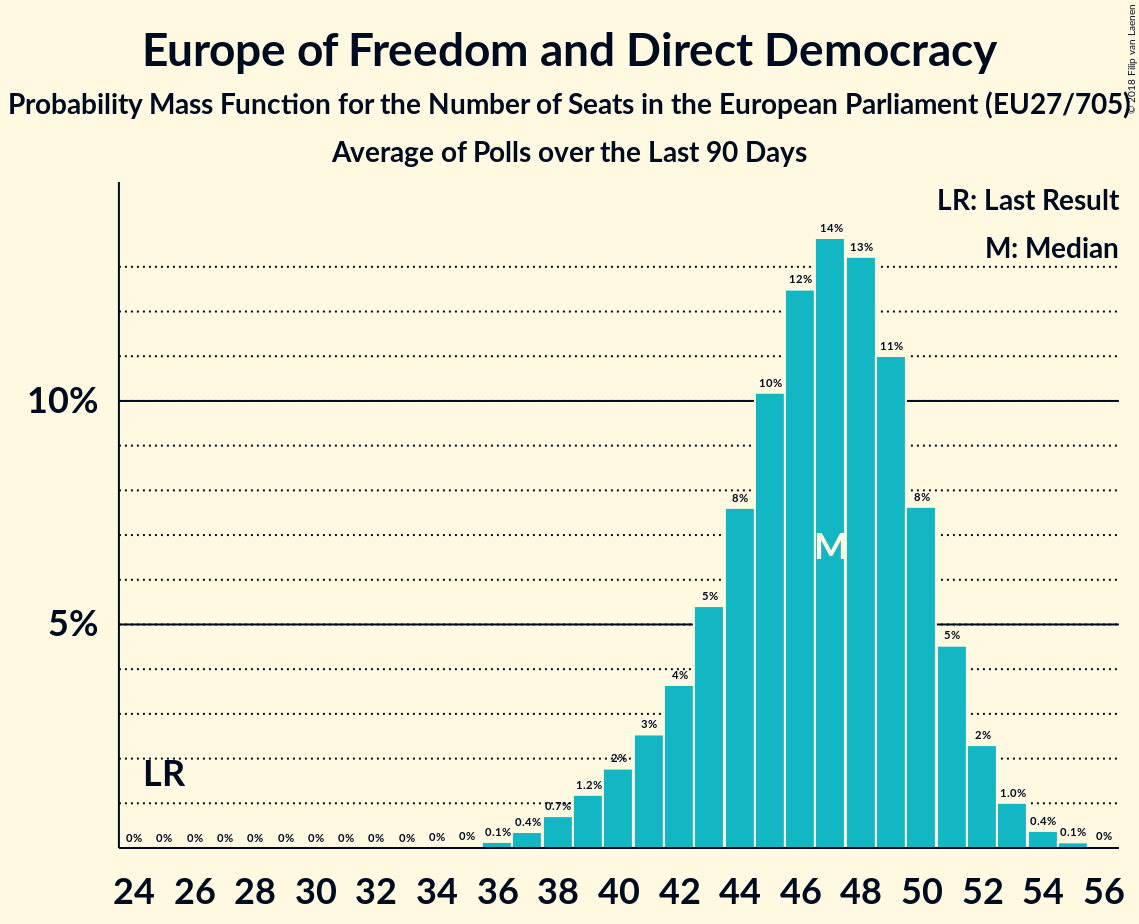 Europe of Freedom and Direct Democracy
Probability Mass Function for the Number of Seats in the European Parliament (EU27/705)
Average of Polls over the Last 90 Days
© 2018 Filip van Laenen
LR: Last Result
M: Median
14%
13%
12%
11%
10%
10%
8%
8%
M
5%
5%
5%
4%
3%
2%
2%
LR
1.2%
1.0%
0.7%
0.4%
0.4%
0% 0% 0% 0% 0% 0% 0% 0% 0% 0% 0% 0% 0.1% 0.1% 0%
24 26 28 30 32 34 36 38 40 42 44 46 48 50 52 54 56